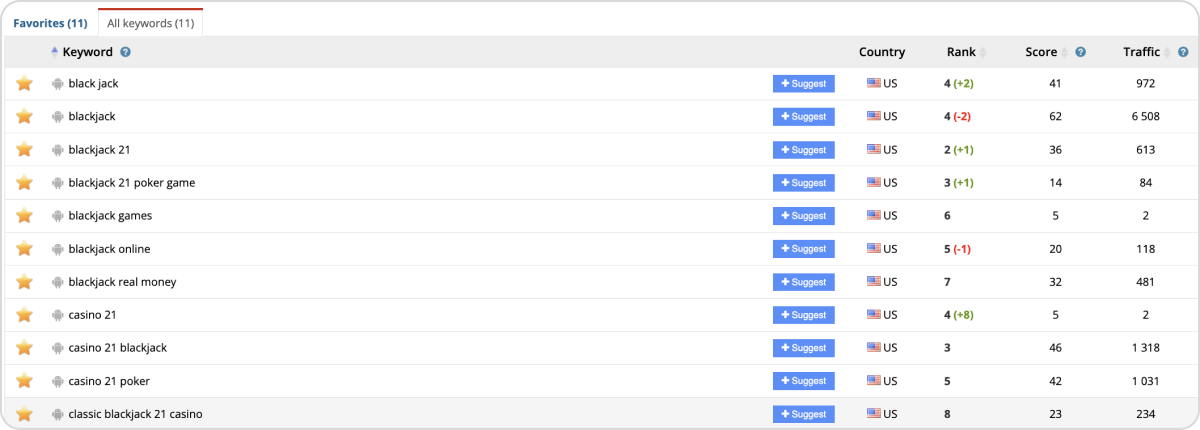 Favorites (11) All keywords (11)
Keyword ? Country Rank Score ? Traffic ?
black jack + Suggest US 4 (+2) 41 972
blackjack + Suggest US 4 (-2) 62 6 508
blackjack 21 + Suggest US 2 (+1) 36 613
blackjack 21 poker game + Suggest US 3 (+1) 14 84
blackjack games + Suggest US 6 5 2
blackjack online + Suggest US 5 (-1) 20 118
blackjack real money + Suggest US 7 32 481
casino 21 + Suggest US 4 (+8) 5 2
casino 21 blackjack + Suggest US 3 46 1 318
casino 21 poker + Suggest US 5 42 1 031
classic blackjack 21 casino + Suggest US 8 23 234